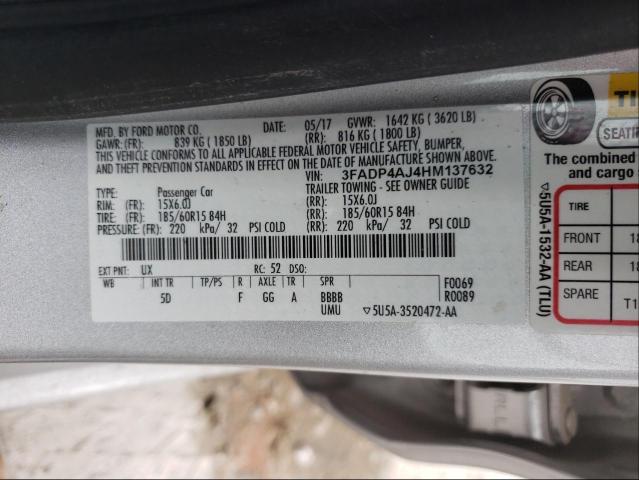 MFD. BY FORD MOTOR CO.
DATE: 05/17 GVWR: 1642 KG ( 3620 LB)
GAWR: (FR): 839 KG ( 1850 LB) (RR): 816 KG ( 1800 LB)
THIS VEHICLE CONFORMS TO ALL APPLICABLE FEDERAL MOTOR VEHICLE SAFETY, BUMPER,
AND THEFT PREVENTION STANDARDS IN EFFECT ON THE DATE OF MANUFACTURE SHOWN ABOVE.
VIN: 3FADP4AJ4HM137632
TYPE: Passenger Car TRAILER TOWING - SEE OWNER GUIDE
RIM: (FR): 15X6.0J (RR): 15X6.0J
TIRE: (FR): 185/60R15 84H (RR): 185/60R15 84H
PRESSURE: (FR): 220 kPa/ 32 PSI COLD (RR): 220 kPa/ 32 PSI COLD
EXT PNT: UX RC: 52 DSO:
WB INT TR TP/PS R AXLE TR SPR
5D F GG A BBBB
UMU
F0069
R0089
▽5U5A-3520472-AA
▽5U5A-1532-AA (TLU)
TI
SEATI
The combined
and cargo
TIRE
FRONT 18
REAR 18
SPARE T1